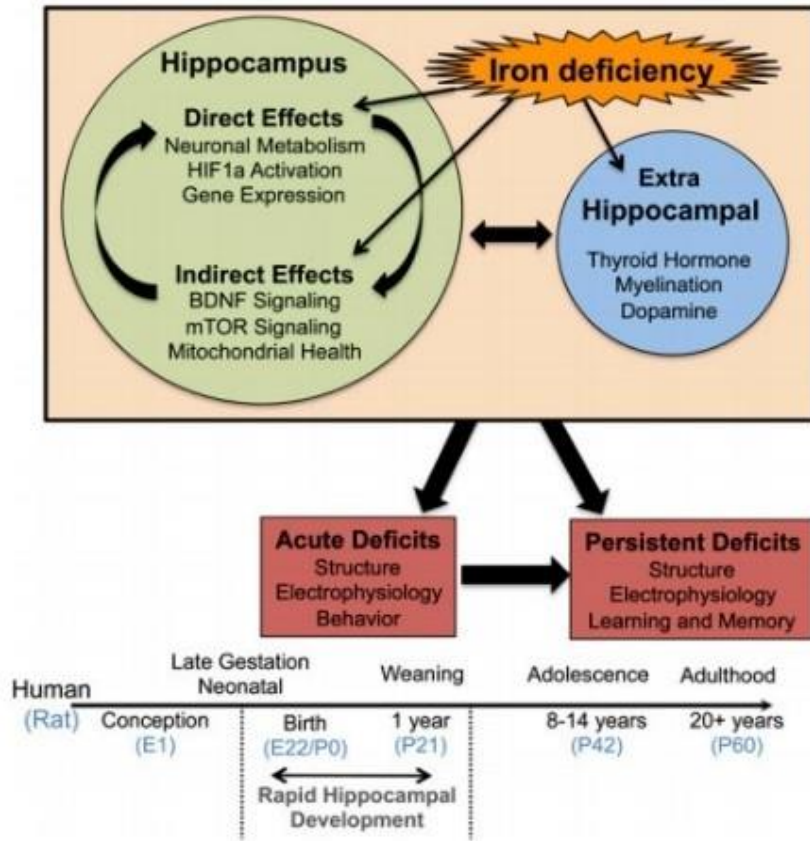 Hippocampus
Iron deficiency
Direct Effects
Neuronal Metabolism
HIF1a Activation
Gene Expression
Indirect Effects
BDNF Signaling
mTOR Signaling
Mitochondrial Health
Extra
Hippocampal
Thyroid Hormone
Myelination
Dopamine
Acute Deficits
Structure
Electrophysiology
Behavior
Persistent Deficits
Structure
Electrophysiology
Learning and Memory
Late Gestation
Neonatal
Weaning
Adolescence
Adulthood
Human
(Rat)
Conception
(E1)
Birth
(E22/P0)
1 year
(P21)
8-14 years
(P42)
20+ years
(P60)
Rapid Hippocampal
Development